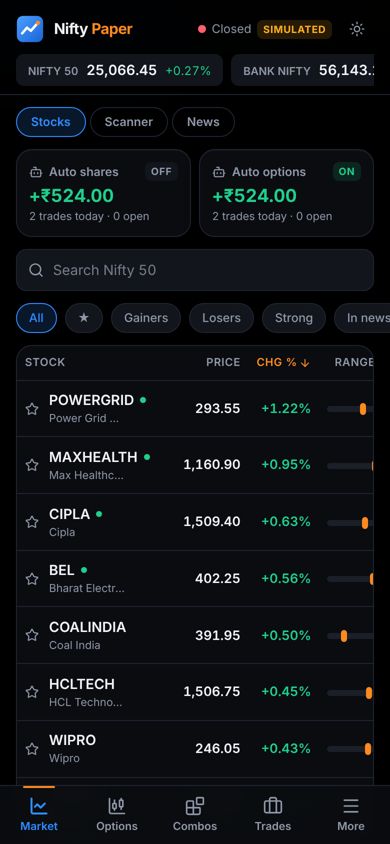 Nifty Paper
Closed SIMULATED
NIFTY 50 25,066.45 +0.27% BANK NIFTY 56,143.
Stocks Scanner News
Auto shares OFF
+₹524.00
2 trades today · 0 open
Auto options ON
+₹524.00
2 trades today · 0 open
Search Nifty 50
All ★ Gainers Losers Strong In news
STOCK PRICE CHG % ↓ RANGE
POWERGRID 293.55 +1.22%
Power Grid ...
MAXHEALTH 1,160.90 +0.95%
Max Healthc...
CIPLA 1,509.40 +0.63%
Cipla
BEL 402.25 +0.56%
Bharat Electr...
COALINDIA 391.95 +0.50%
Coal India
HCLTECH 1,506.75 +0.45%
HCL Techno...
WIPRO 246.05 +0.43%
Wipro
Market Options Combos Trades More